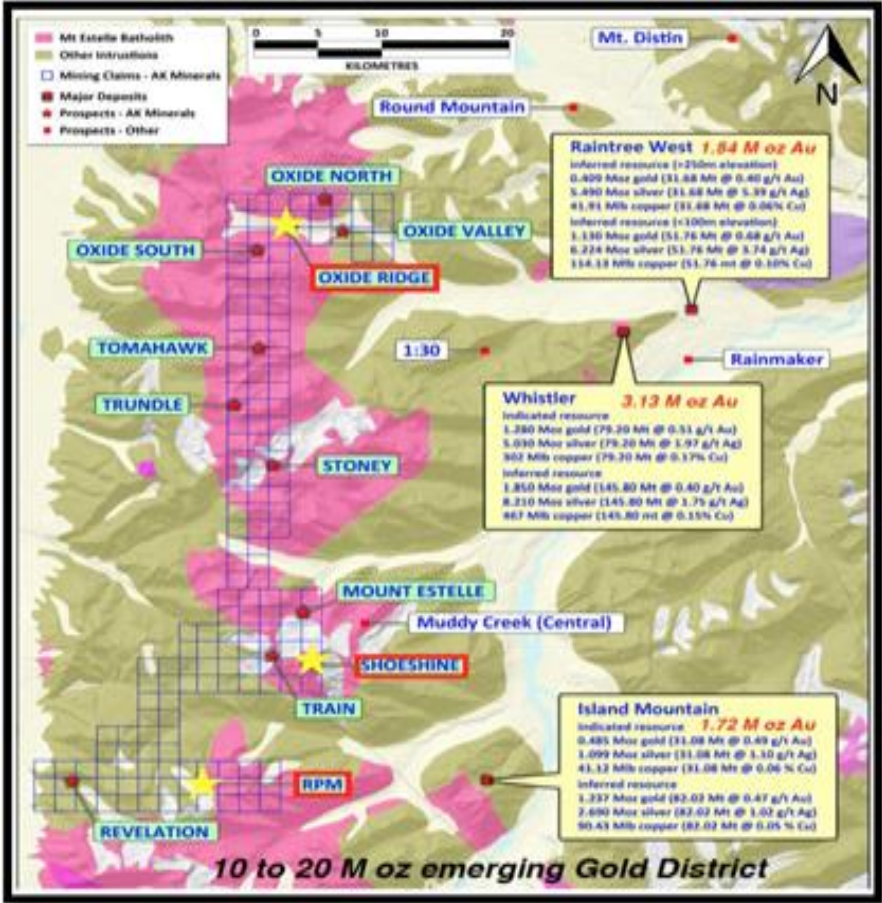 Mt Estelle Batholith
Other Intrustions
Mining Claims - AK Minerals
Major Deposits
Prospects - AK Minerals
Prospects - Other
0 5 10 20
KILOMETRES
Mt. Distin
N
Round Mountain
Raintree West 1.84 M oz Au
Inferred resource (>250m elevation)
0.409 Moz gold (31.68 Mt @ 0.40 g/t Au)
5.490 Moz silver (31.68 Mt @ 5.39 g/t Ag)
41.91 Mlb copper (31.68 Mt @ 0.06% Cu)
Inferred resource (<100m elevation)
1.130 Moz gold (51.76 Mt @ 0.68 g/t Au)
6.224 Moz silver (51.76 Mt @ 3.74 g/t Ag)
114.13 Mlb copper (51.76 mt @ 0.10% Cu)
OXIDE NORTH
OXIDE VALLEY
OXIDE SOUTH
OXIDE RIDGE
TOMAHAWK
1:30
Rainmaker
TRUNDLE
Whistler 3.13 M oz Au
Indicated resource
1.280 Moz gold (79.20 Mt @ 0.51 g/t Au)
5.030 Moz silver (79.20 Mt @ 1.97 g/t Ag)
302 Mlb copper (79.20 Mt @ 0.17% Cu)
Inferred resource
1.850 Moz gold (145.80 Mt @ 0.40 g/t Au)
8.210 Moz silver (145.80 Mt @ 1.75 g/t Ag)
467 Mlb copper (145.80 mt @ 0.15% Cu)
STONEY
MOUNT ESTELLE
Muddy Creek (Central)
SHOESHINE
TRAIN
Island Mountain
Indicated resource 1.72 M oz Au
0.485 Moz gold (31.08 Mt @ 0.49 g/t Au)
1.099 Moz silver (31.08 Mt @ 1.10 g/t Ag)
41.12 Mlb copper (31.08 Mt @ 0.06 % Cu)
Inferred resource
1.237 Moz gold (82.02 Mt @ 0.47 g/t Au)
2.690 Moz silver (82.02 Mt @ 1.02 g/t Ag)
90.43 Mlb copper (82.02 Mt @ 0.05 % Cu)
RPM
REVELATION
10 to 20 M oz emerging Gold District